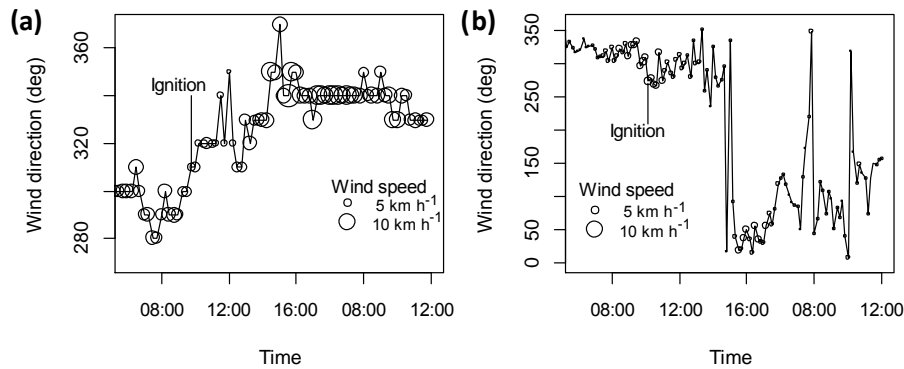 (a)
Wind direction (deg)
360
320
280
Ignition
Wind speed
5 km h⁻¹
10 km h⁻¹
08:00 12:00 16:00 08:00 12:00
Time
(b)
Wind direction (deg)
350
250
150
50
0
Ignition
Wind speed
5 km h⁻¹
10 km h⁻¹
08:00 12:00 16:00 08:00 12:00
Time